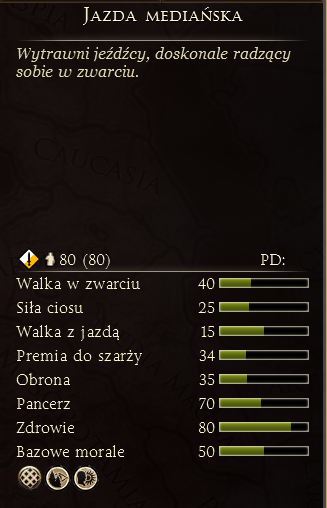 Jazda mediańska
Wytrawni jeźdźcy, doskonale radzący
sobie w zwarciu.
CAUCASIA
80 (80) PD:
Walka w zwarciu 40
Siła ciosu 25
Walka z jazdą 15
Premia do szarży 34
Obrona 35
Pancerz 70
Zdrowie 80
Bazowe morale 50